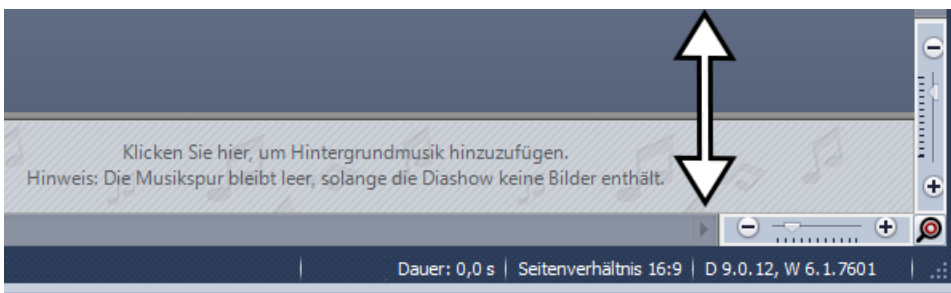 Klicken Sie hier, um Hintergrundmusik hinzuzufügen.
Hinweis: Die Musikspur bleibt leer, solange die Diashow keine Bilder enthält.
Dauer: 0,0 s | Seitenverhältnis 16:9 | D 9.0.12, W 6.1.7601